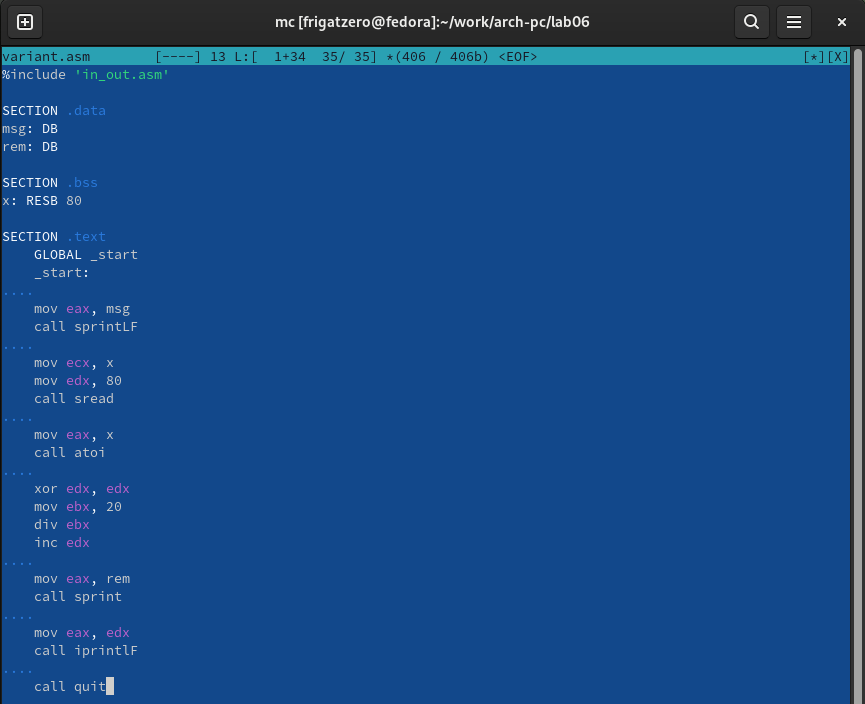 mc [frigatzero@fedora]:~/work/arch-pc/lab06
variant.asm        [----] 13 L:[  1+34  35/ 35] *(406 / 406b) <EOF>                                 [*][X]
%include 'in_out.asm'

SECTION .data
msg: DB
rem: DB

SECTION .bss
x: RESB 80

SECTION .text
    GLOBAL _start
    _start:
....
    mov eax, msg
    call sprintLF
....
    mov ecx, x
    mov edx, 80
    call sread
....
    mov eax, x
    call atoi
....
    xor edx, edx
    mov ebx, 20
    div ebx
    inc edx
....
    mov eax, rem
    call sprint
....
    mov eax, edx
    call iprintlF
....
    call quit